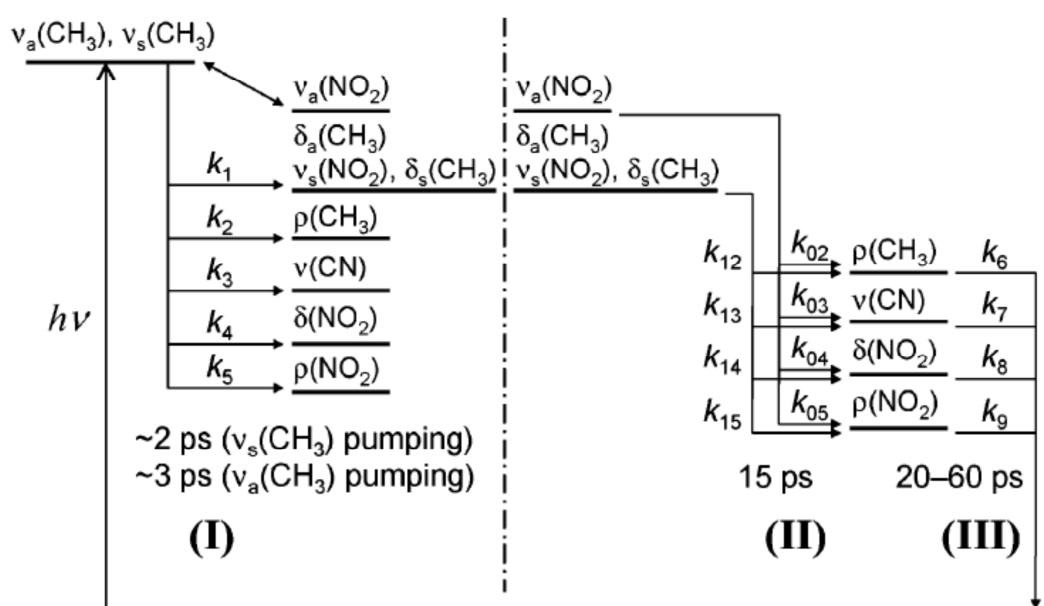 νa(CH3), νs(CH3)
νa(NO2)
δa(CH3)
νs(NO2), δs(CH3)
k1
k2
ρ(CH3)
k3
ν(CN)
k4
δ(NO2)
k5
ρ(NO2)
hν
~2 ps (νs(CH3) pumping)
~3 ps (νa(CH3) pumping)
(I)
νa(NO2)
δa(CH3)
νs(NO2), δs(CH3)
k12
k02
ρ(CH3)
k6
k13
k03
ν(CN)
k7
k14
k04
δ(NO2)
k8
k15
k05
ρ(NO2)
k9
15 ps
20–60 ps
(II)
(III)